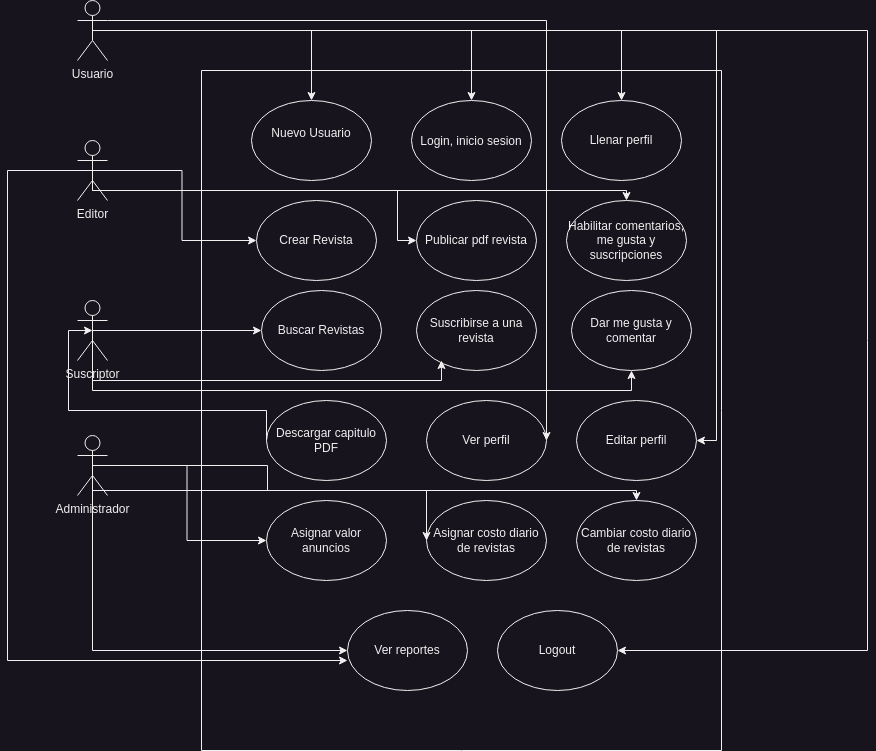 Usuario
Nuevo Usuario
Login, inicio sesion
Llenar perfil
Editor
Crear Revista
Publicar pdf revista
Habilitar comentarios,
me gusta y
suscripciones
Suscriptor
Buscar Revistas
Suscribirse a una
revista
Dar me gusta y
comentar
Descargar capitulo
PDF
Ver perfil
Editar perfil
Administrador
Asignar valor
anuncios
Asignar costo diario
de revistas
Cambiar costo diario
de revistas
Ver reportes
Logout